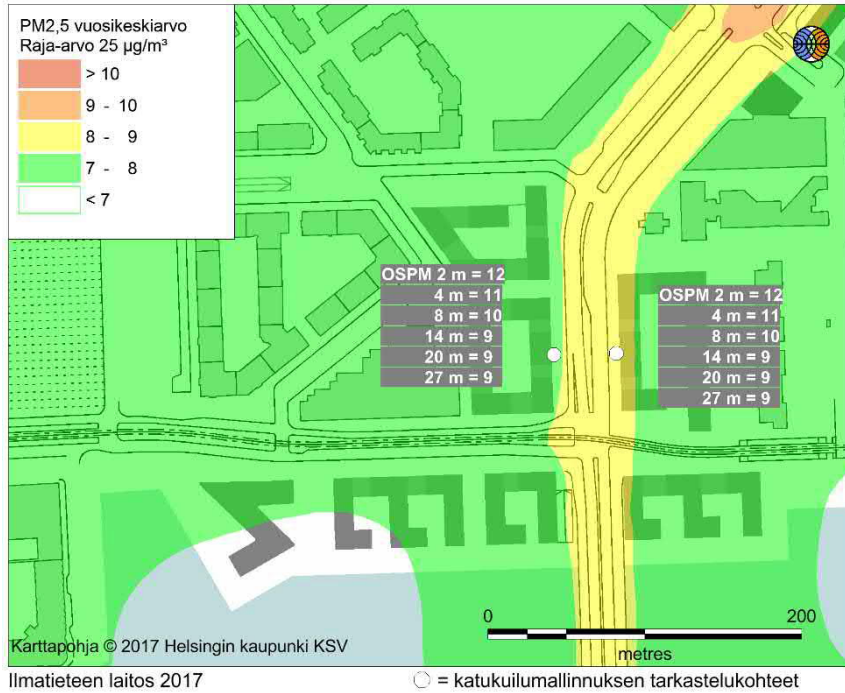 PM2,5 vuosikeskiarvo
Raja-arvo 25 µg/m³
> 10
9 - 10
8 - 9
7 - 8
< 7
OSPM 2 m = 12
4 m = 11
8 m = 10
14 m = 9
20 m = 9
27 m = 9
OSPM 2 m = 12
4 m = 11
8 m = 10
14 m = 9
20 m = 9
27 m = 9
0 200
metres
Karttapohja © 2017 Helsingin kaupunki KSV
Ilmatieteen laitos 2017
= katukuilumallinnuksen tarkastelukohteet